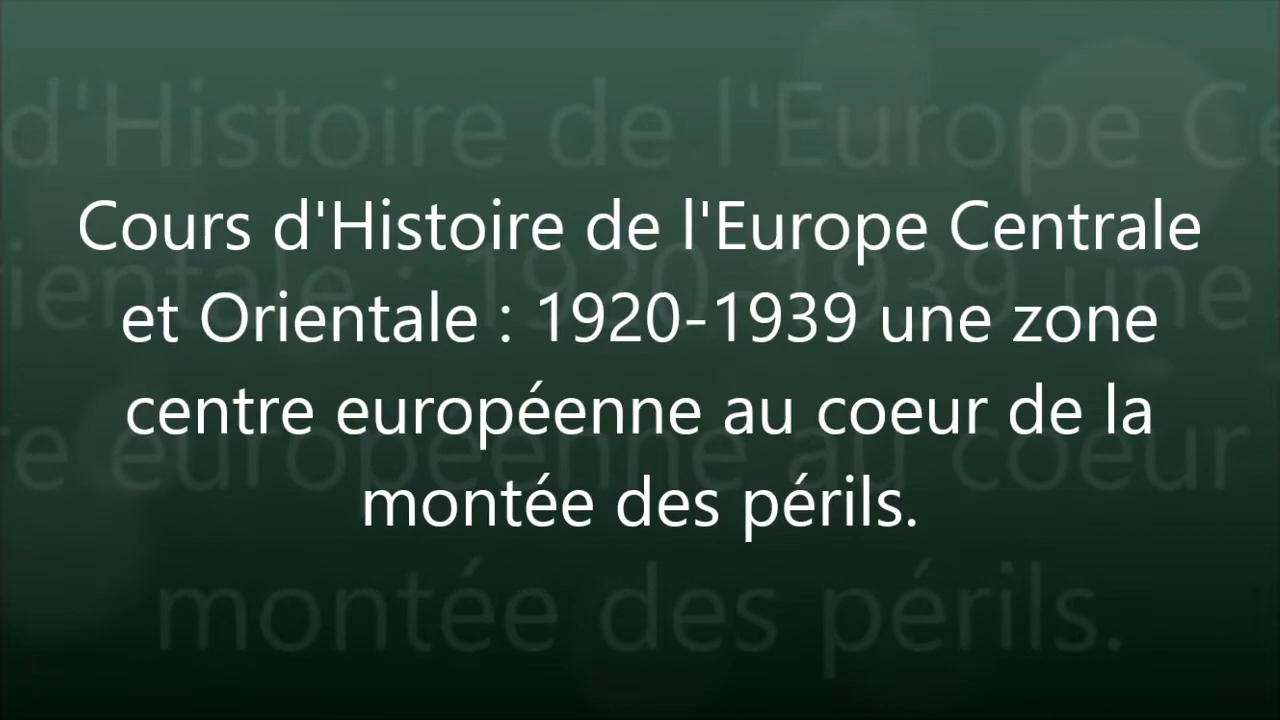 Cours d'Histoire de l'Europe Centrale
et Orientale : 1920-1939 une zone
centre européenne au coeur de la
montée des périls.